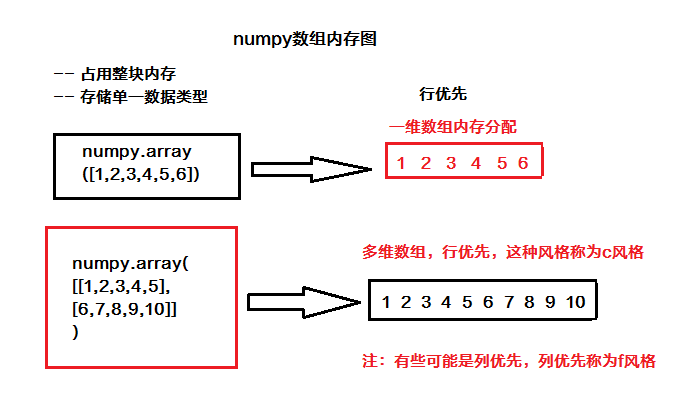 numpy数组内存图
-- 占用整块内存
-- 存储单一数据类型
行优先
一维数组内存分配
numpy.array
([1,2,3,4,5,6])
1 2 3 4 5 6
numpy.array(
[[1,2,3,4,5],
[6,7,8,9,10]]
)
多维数组，行优先，这种风格称为c风格
1 2 3 4 5 6 7 8 9 10
注：有些可能是列优先，列优先称为f风格